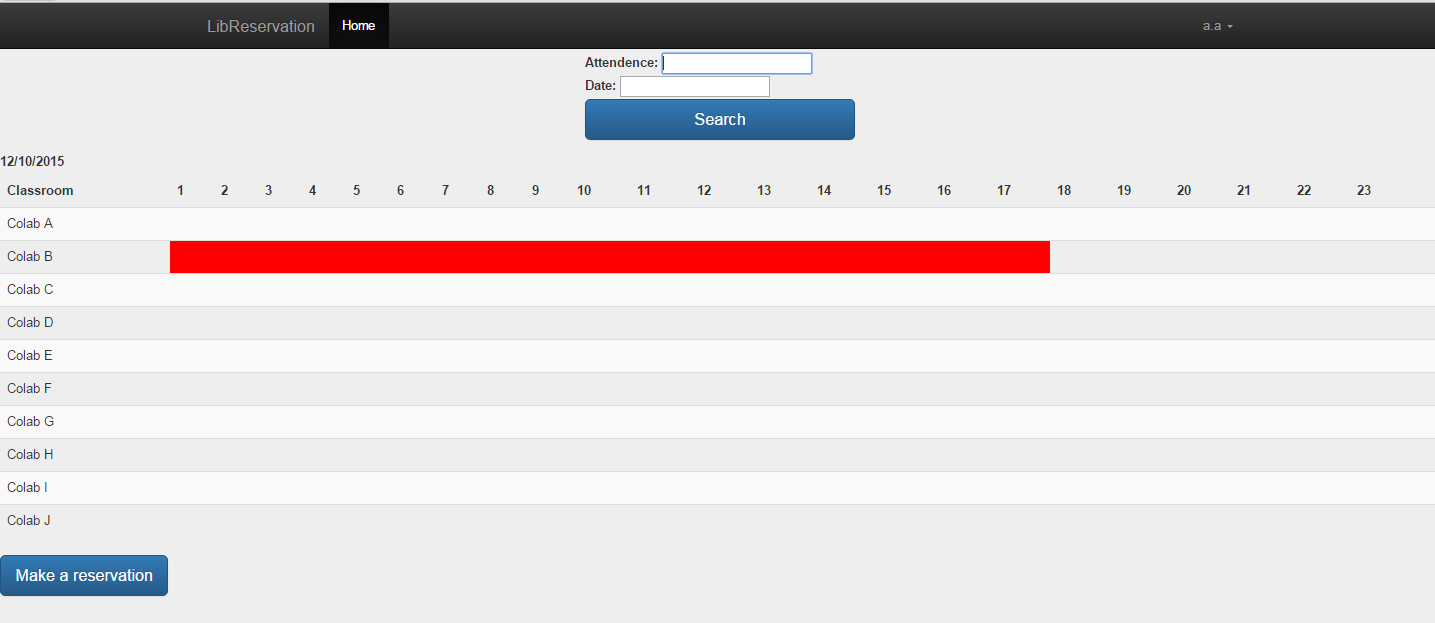 LibReservation Home a.a
Attendence:
Date:
Search
12/10/2015
Classroom 1 2 3 4 5 6 7 8 9 10 11 12 13 14 15 16 17 18 19 20 21 22 23
Colab A
Colab B
Colab C
Colab D
Colab E
Colab F
Colab G
Colab H
Colab I
Colab J
Make a reservation